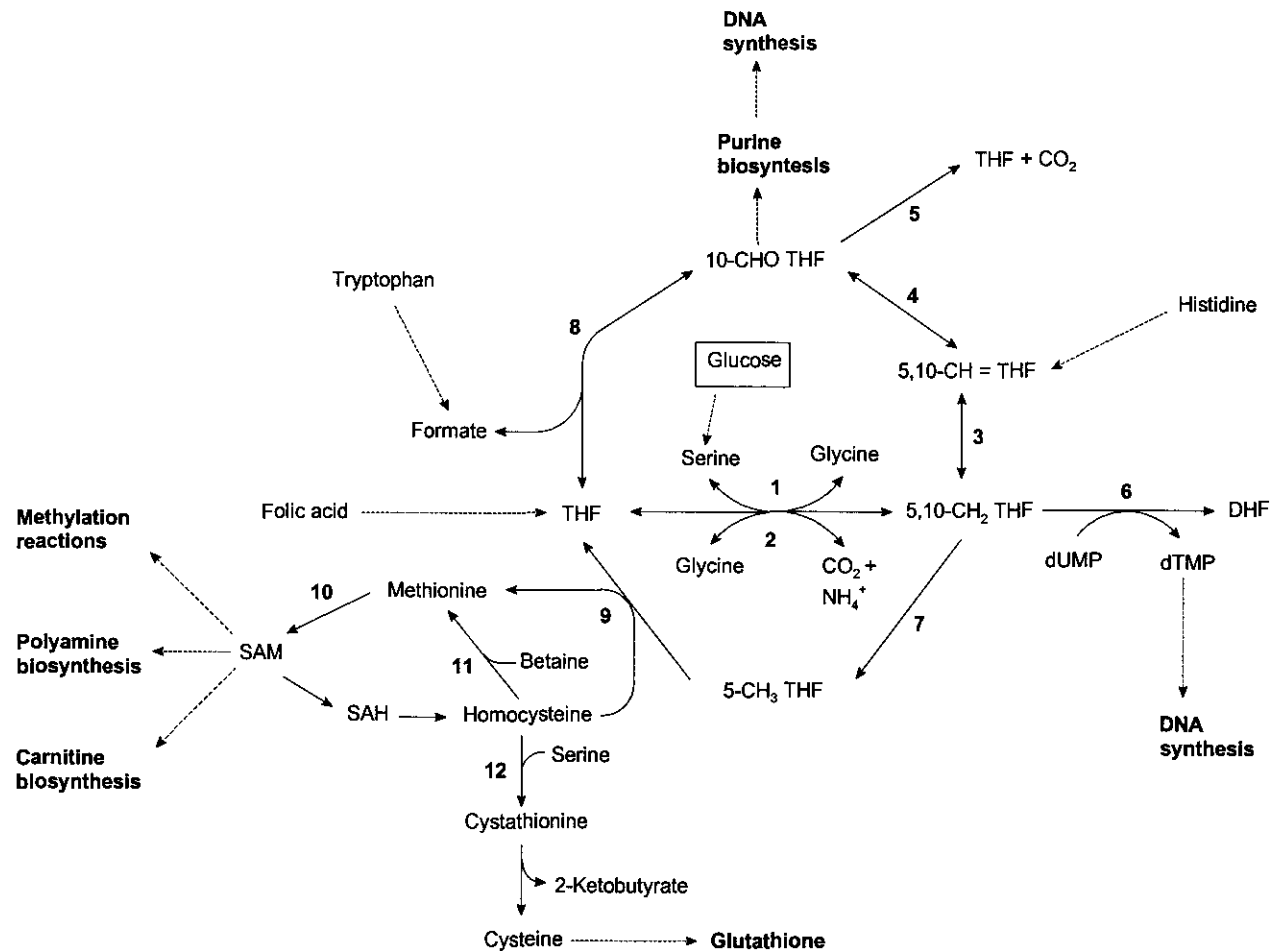 DNA
synthesis
Purine
biosyntesis
THF + CO₂
5
10-CHO THF
Tryptophan
4
8
Histidine
Glucose
5,10-CH = THF
Formate
3
Serine
Glycine
1
6
Folic acid
THF
5,10-CH₂ THF
DHF
Methylation
reactions
2
Glycine
CO₂ +
NH₄⁺
dUMP
dTMP
10
Methionine
9
7
Polyamine
biosynthesis
SAM
11
Betaine
5-CH₃ THF
SAH
Homocysteine
DNA
synthesis
Carnitine
biosynthesis
12
Serine
Cystathionine
2-Ketobutyrate
Cysteine
Glutathione